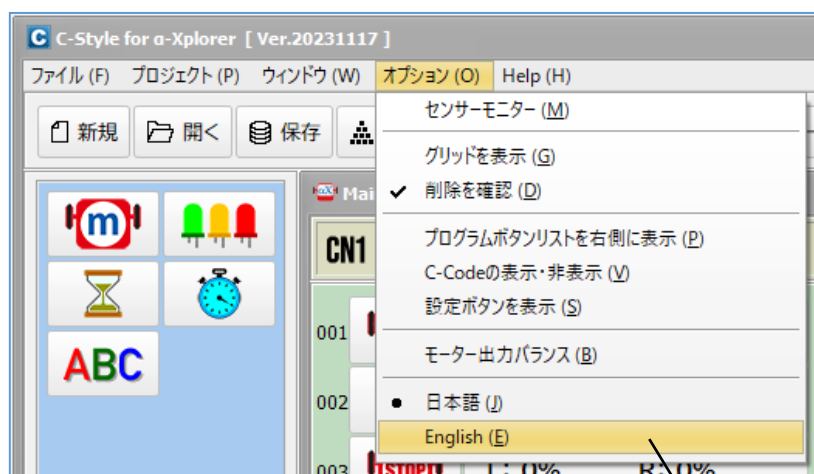 C-Style for α-Xplorer [ Ver.20231117 ]
ファイル (F) プロジェクト (P) ウィンドウ (W) オプション (O) Help (H)
新規 開く 保存
センサーモニター (M)
グリッドを表示 (G)
削除を確認 (D)
プログラムボタンリストを右側に表示 (P)
C-Codeの表示・非表示 (V)
設定ボタンを表示 (S)
モーター出力バランス (B)
日本語 (J)
English (E)
m
ABC
αX Mai
CN1
001
002
003 STOP! L: 0% R: 0%